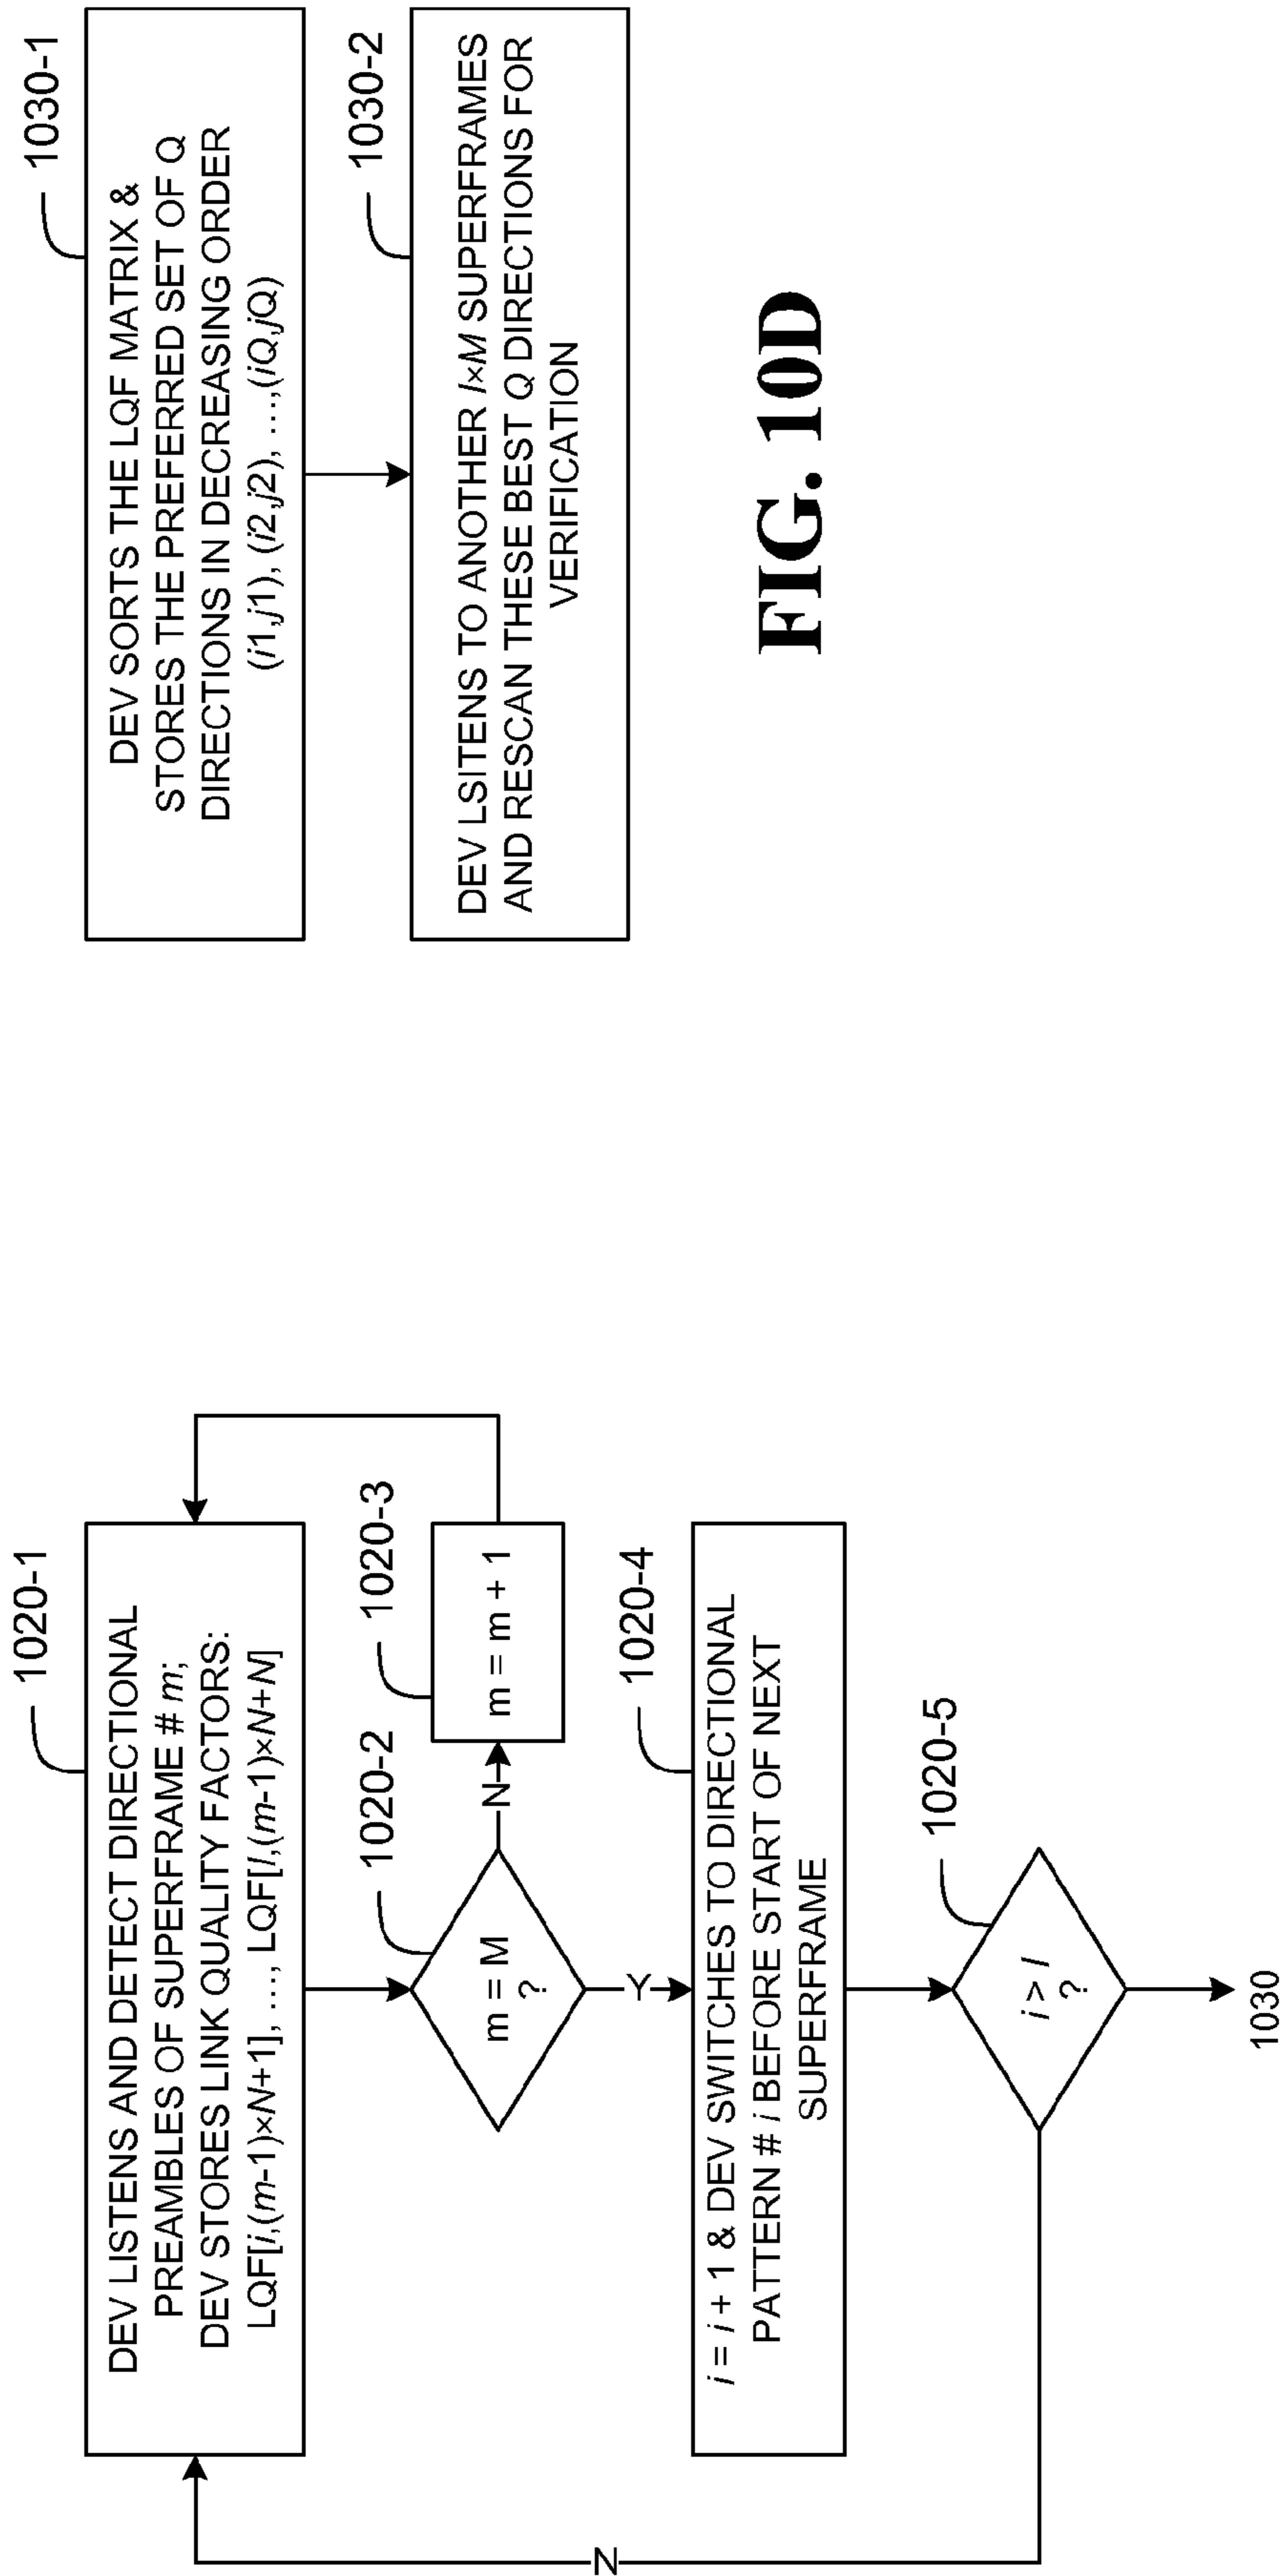 1020-1
DEV LISTENS AND DETECT DIRECTIONAL
PREAMBLES OF SUPERFRAME # m;
DEV STORES LINK QUALITY FACTORS:
LQF[i,(m-1)×N+1], …, LQF[I,(m-1)×N+N]
1020-2
m = M
?
N
1020-3
m = m + 1
Y
1020-4
i = i + 1 & DEV SWITCHES TO DIRECTIONAL
PATTERN # i BEFORE START OF NEXT
SUPERFRAME
1020-5
i > I
?
N
1030
1030-1
DEV SORTS THE LQF MATRIX &
STORES THE PREFERRED SET OF Q
DIRECTIONS IN DECREASING ORDER
(i1,j1), (i2,j2), …,(iQ,jQ)
1030-2
DEV LSITENS TO ANOTHER I×M SUPERFRAMES
AND RESCAN THESE BEST Q DIRECTIONS FOR
VERIFICATION
FIG. 10D